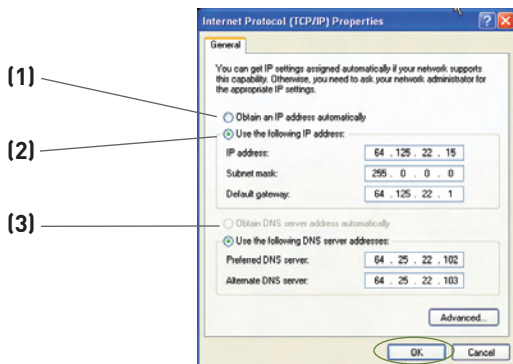 Internet Protocol (TCP/IP) Properties
General
You can get IP settings assigned automatically if your network supports
this capability. Otherwise, you need to ask your network administrator for
the appropriate IP settings.
(1)
Obtain an IP address automatically
(2)
Use the following IP address:
IP address: 64 . 125 . 22 . 15
Subnet mask: 255 . 0 . 0 . 0
Default gateway: 64 . 125 . 22 . 1
(3)
Obtain DNS server address automatically
Use the following DNS server addresses:
Preferred DNS server: 64 . 25 . 22 . 102
Alternate DNS server: 64 . 25 . 22 . 103
Advanced...
OK Cancel